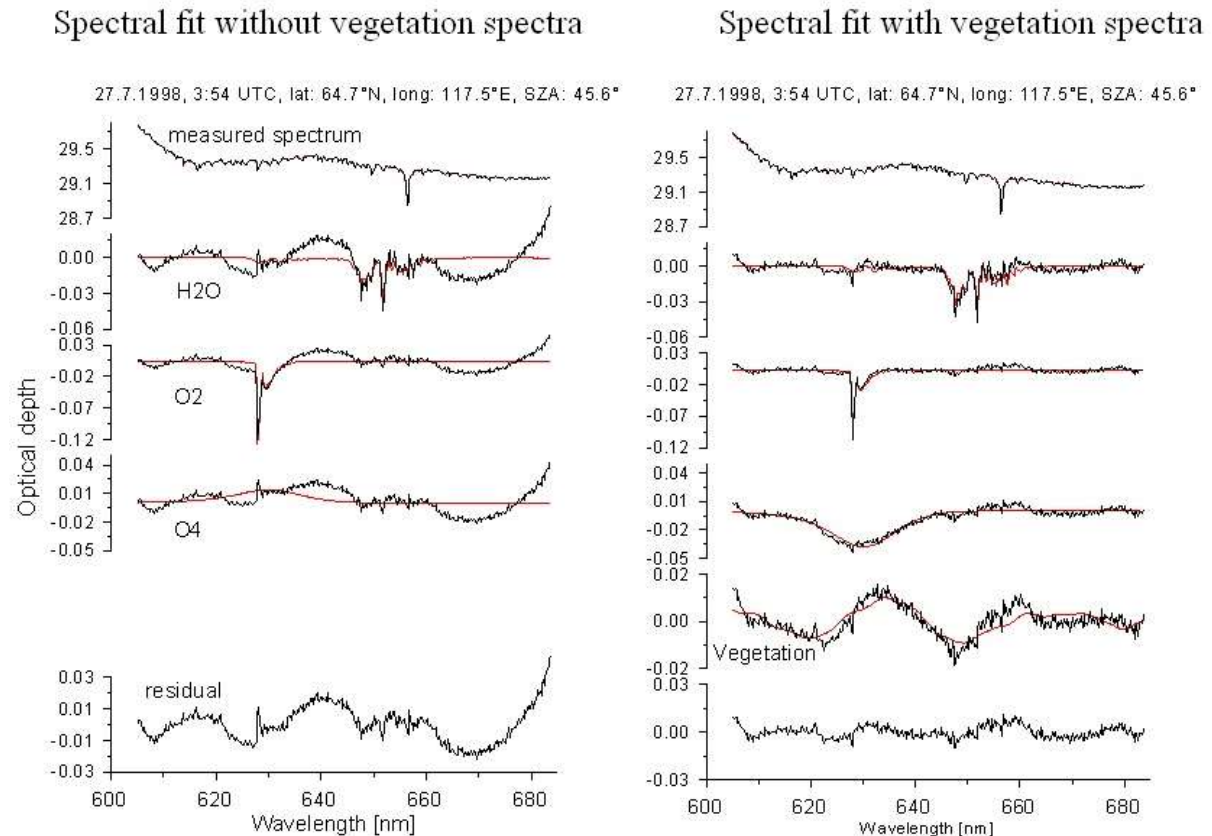 Spectral fit without vegetation spectra
27.7.1998, 3:54 UTC, lat: 64.7°N, long: 117.5°E, SZA: 45.6°
measured spectrum
29.5
29.1
28.7
0.00
-0.03
-0.06
H2O
0.03
-0.02
-0.07
-0.12
O2
0.04
0.01
-0.02
-0.05
O4
Optical depth
0.03
0.01
-0.01
-0.03
residual
600 620 640 660 680
Wavelength [nm]
Spectral fit with vegetation spectra
27.7.1998, 3:54 UTC, lat: 64.7°N, long: 117.5°E, SZA: 45.6°
29.5
29.1
28.7
0.00
-0.03
-0.06
0.03
-0.02
-0.07
-0.12
0.04
0.01
-0.02
-0.05
0.02
0.00
-0.02
Vegetation
0.03
0.00
-0.03
600 620 640 660 680
Wavelength [nm]